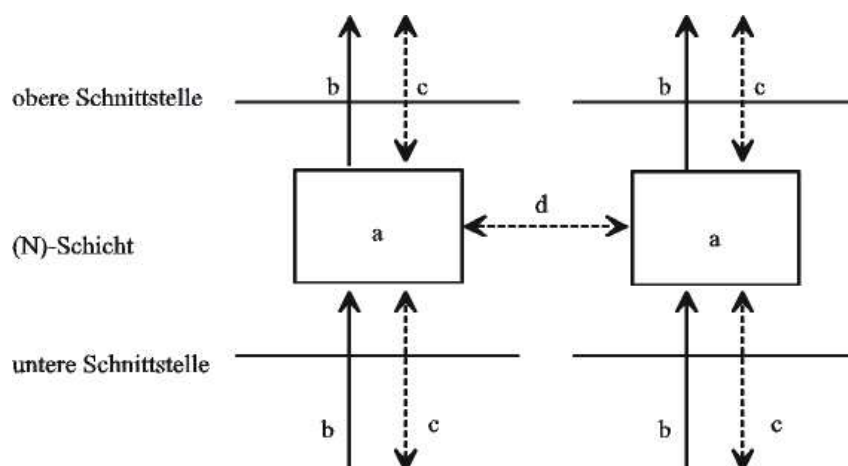 b c b c
obere Schnittstelle
d
a a
(N)-Schicht
untere Schnittstelle
b c b c